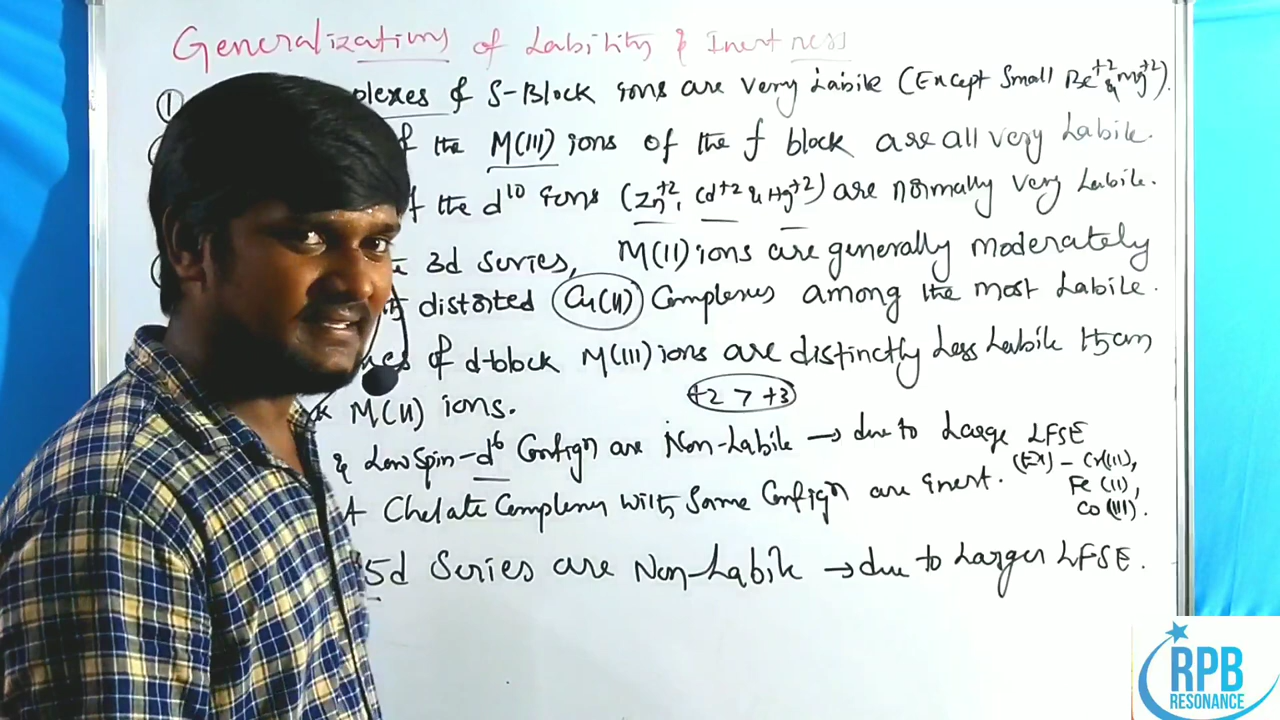 Generalizations of Lability & Inertness
① plexes of S-Block ions are very Labile (Except Small Be+2 & Mg+2).
f the M(III) ions of the f block are all very Labile.
f the d10 ions (Zn+2, Cd+2 & Hg+2) are normally very Labile.
3d Series, M(II) ions are generally moderately
distorted Cu(II) Complexes among the most Labile.
of d-block M(III) ions are distinctly Less Labile than
M(II) ions.
+2 > +3
& Low Spin-d6 Confign are Non-Labile → due to Large LFSE
(Ex) - Cr(III),
Fe(II),
Co(III).
A Chelate Complexes with Same Confign are inert.
5d Series are Non-Labile → due to Larger LFSE.
RPB
RESONANCE